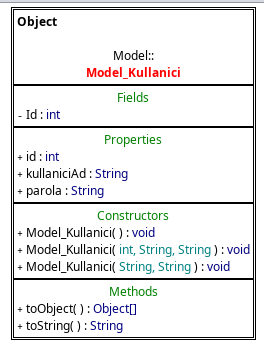 Object
Model::
Model_Kullanici
Fields
- Id : int
Properties
+ id : int
+ kullaniciAd : String
+ parola : String
Constructors
+ Model_Kullanici( ) : void
+ Model_Kullanici( int, String, String ) : void
+ Model_Kullanici( String, String ) : void
Methods
+ toObject( ) : Object[]
+ toString( ) : String